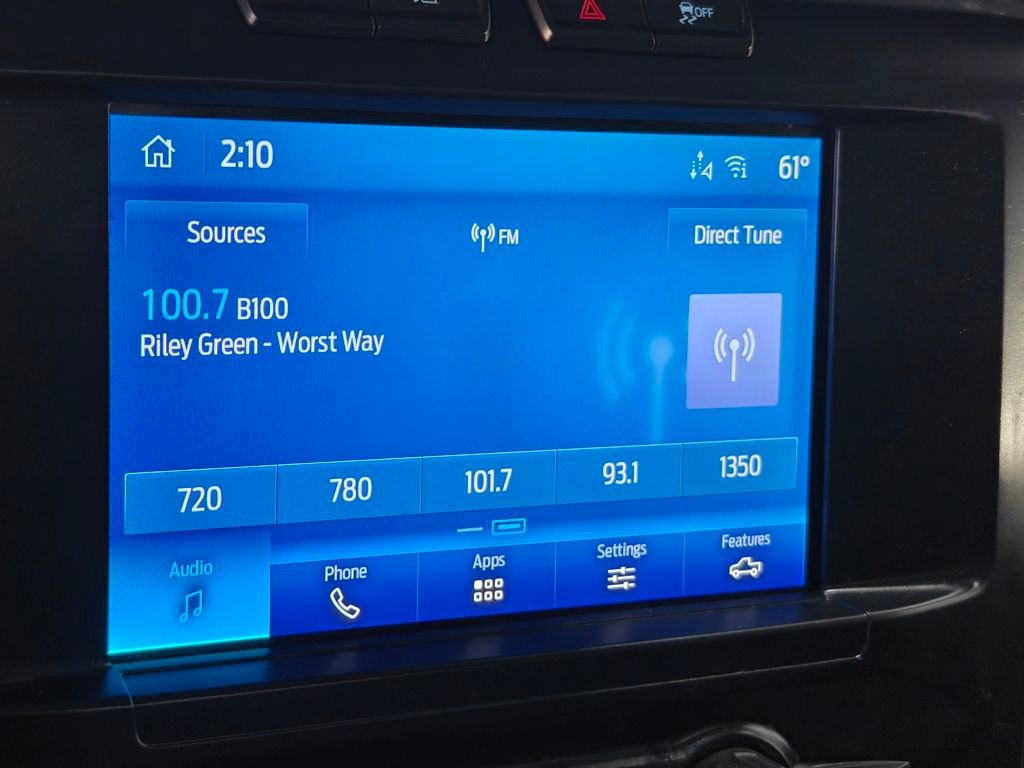 OFF
2:10
61°
Sources
FM
Direct Tune
100.7 B100
Riley Green - Worst Way
720 780 101.7 93.1 1350
Audio Phone Apps Settings Features